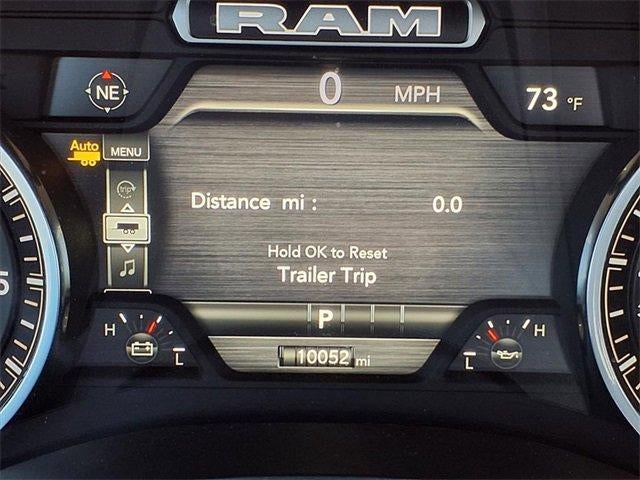 RAM
0 MPH
NE
73 °F
Auto
MENU
trip
Distance mi : 0.0
Hold OK to Reset
Trailer Trip
P
H L
H L
10052 mi
5